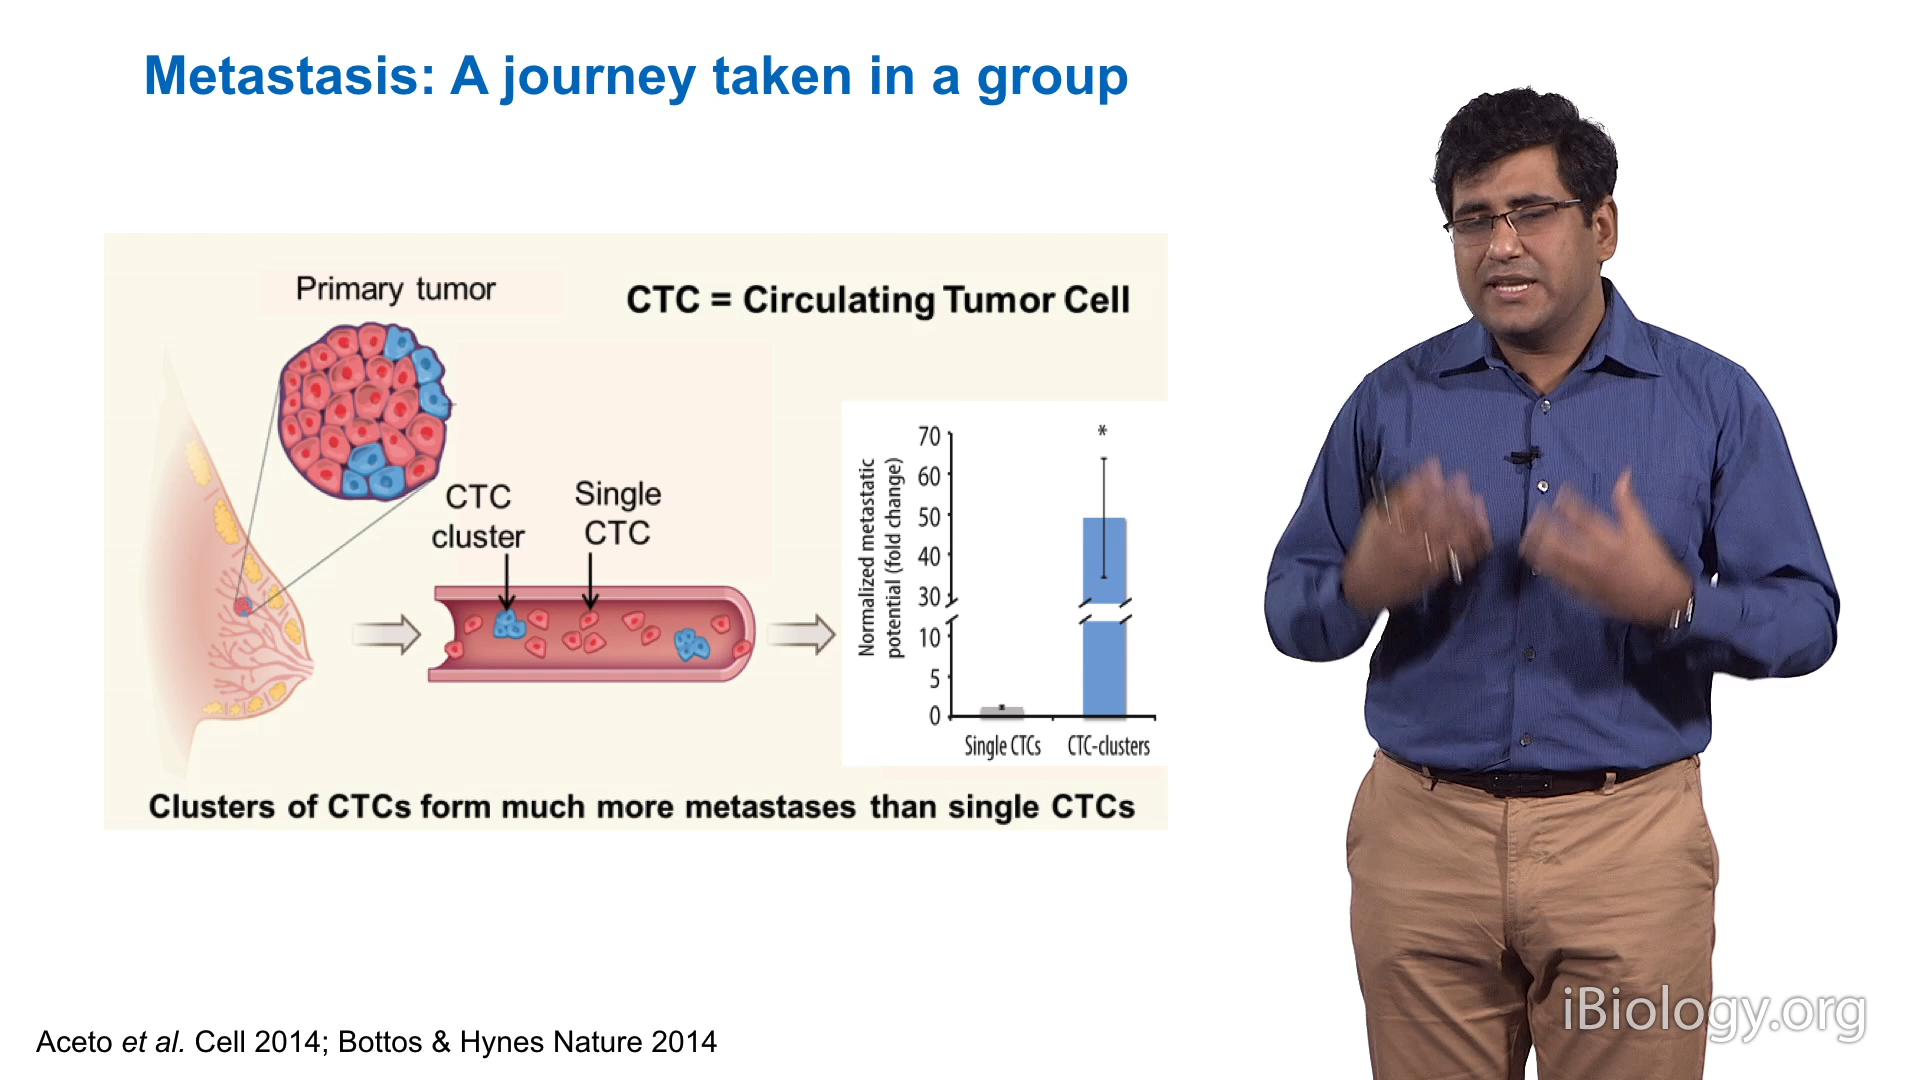 Metastasis: A journey taken in a group
Primary tumor
CTC = Circulating Tumor Cell
CTC
cluster
Single
CTC
Normalized metastatic
potential (fold change)
70
60
50
40
30
10
5
0
*
Single CTCs
CTC-clusters
Clusters of CTCs form much more metastases than single CTCs
Aceto et al. Cell 2014; Bottos & Hynes Nature 2014
iBiology.org